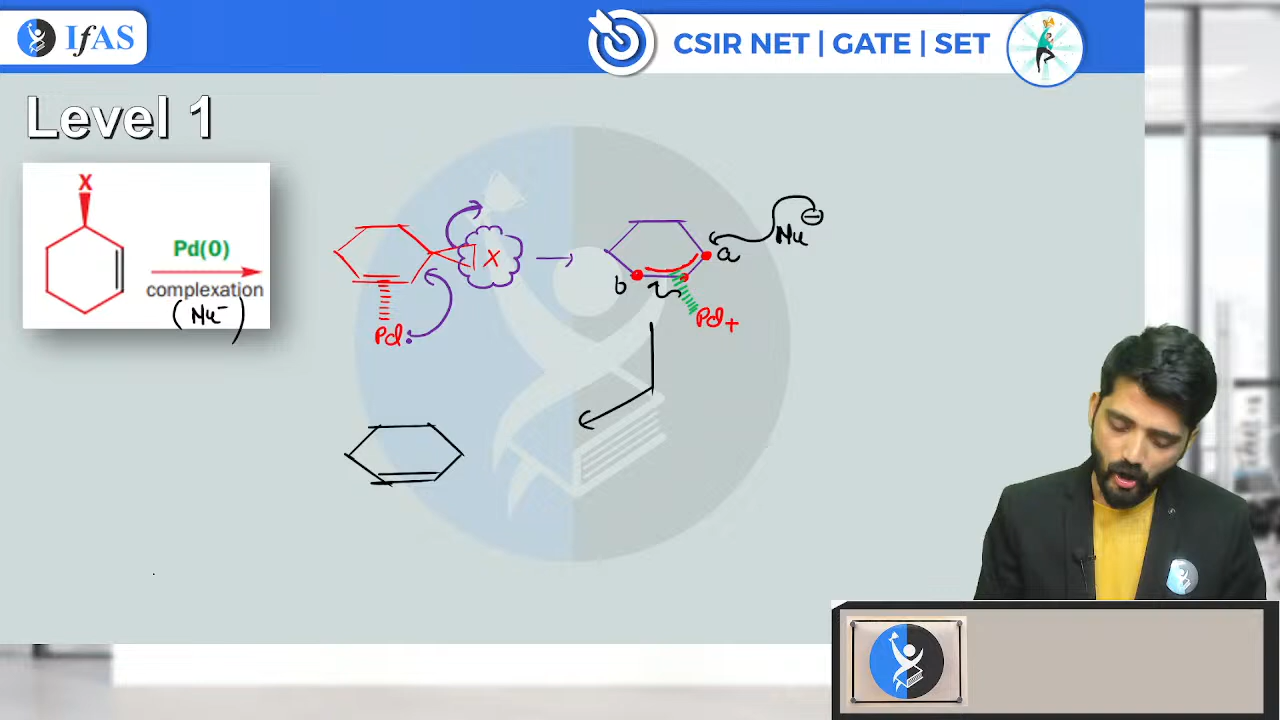 IfAS
CSIR NET | GATE | SET
Level 1
X
Pd(0)
complexation
(Nu⁻)
X
Pd:
a
b
Nu⊖
Pd+